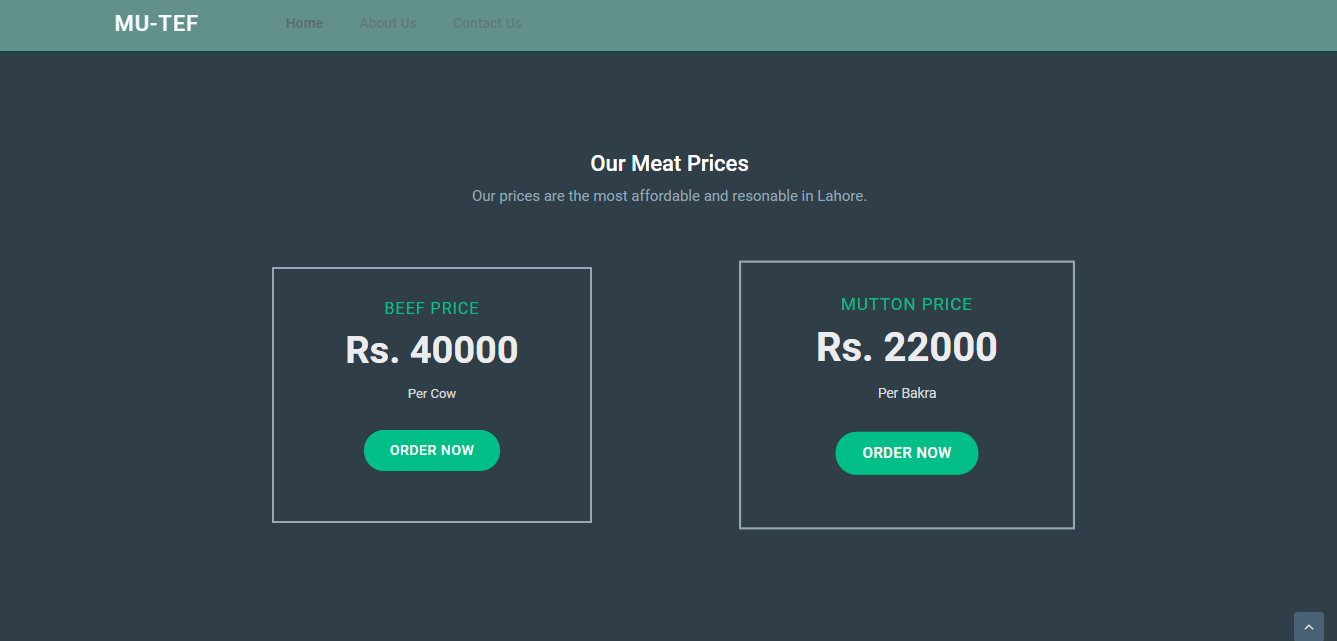 MU-TEF Home About Us Contact Us
Our Meat Prices
Our prices are the most affordable and resonable in Lahore.
BEEF PRICE
Rs. 40000
Per Cow
ORDER NOW
MUTTON PRICE
Rs. 22000
Per Bakra
ORDER NOW